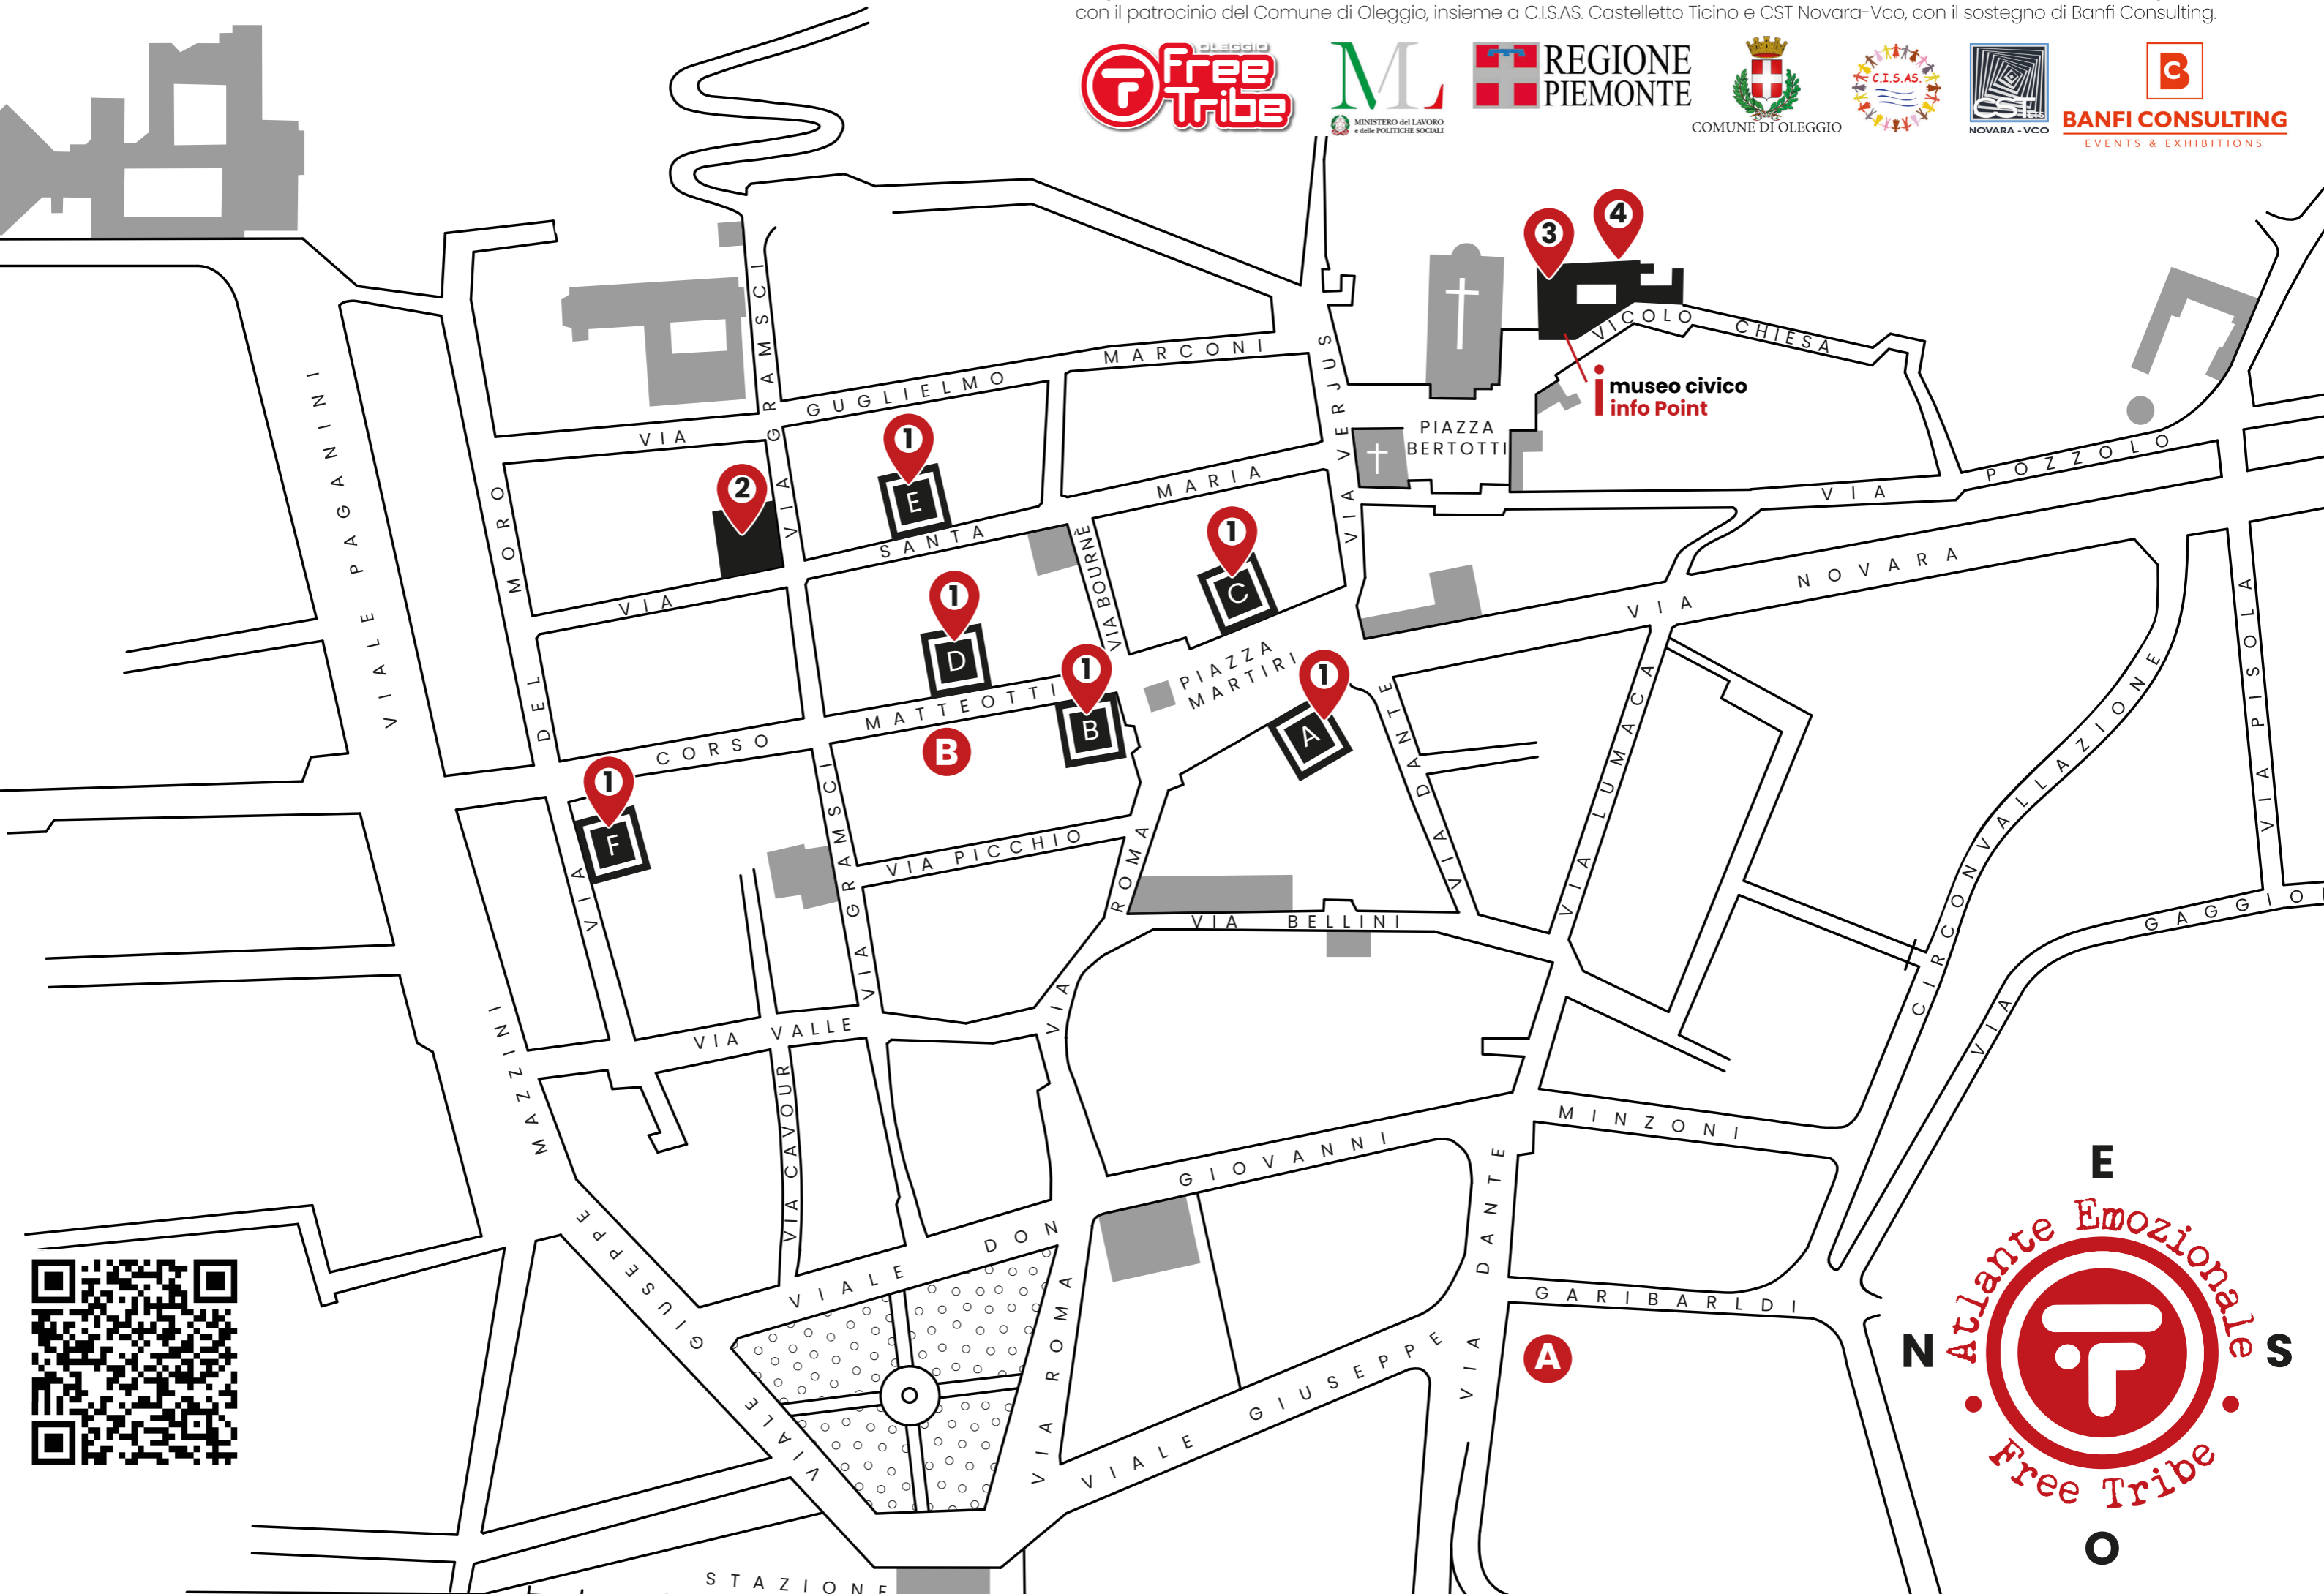 con il patrocinio del Comune di Oleggio, insieme a C.I.S.AS. Castelletto Ticino e CST Novara-Vco, con il sostegno di Banfi Consulting.
OLEGGIO
Free
Tribe
ML
MINISTERO del LAVORO
e delle POLITICHE SOCIALI
REGIONE
PIEMONTE
COMUNE DI OLEGGIO
C.I.S.AS.
CST
NOVARA - VCO
B C
BANFI CONSULTING
EVENTS & EXHIBITIONS
3
4
VICOLO CHIESA
i museo civico
info Point
PIAZZA
BERTOTTI
VIA GUGLIELMO MARCONI
VIA GRAMSCI
VIA VERJUS
VIALE PAGANINI
VIA DEL MORO
1
E
2
VIA SANTA MARIA
VIA BOURNÈ
1
C
VIA POZZOLO
VIA NOVARA
1
D
1
B
PIAZZA
MARTIRI
1
A
CORSO MATTEOTTI
B
1
F
VIA GRAMSCI
VIA PICCHIO
VIA ROMA
VIA DANTE
VIA LUMACA
CIRCONVALLAZIONE
VIA PISOLA
VIA GAGGIO
VIA BELLINI
VIA VALLE
VIA CAVOUR
VIALE GIUSEPPE MAZZINI
VIALE DON GIOVANNI MINZONI
VIA ROMA
VIA DANTE
VIALE GIUSEPPE GARIBARLDI
A
STAZIONE
E
N
S
O
Atlante Emozionale
Free Tribe